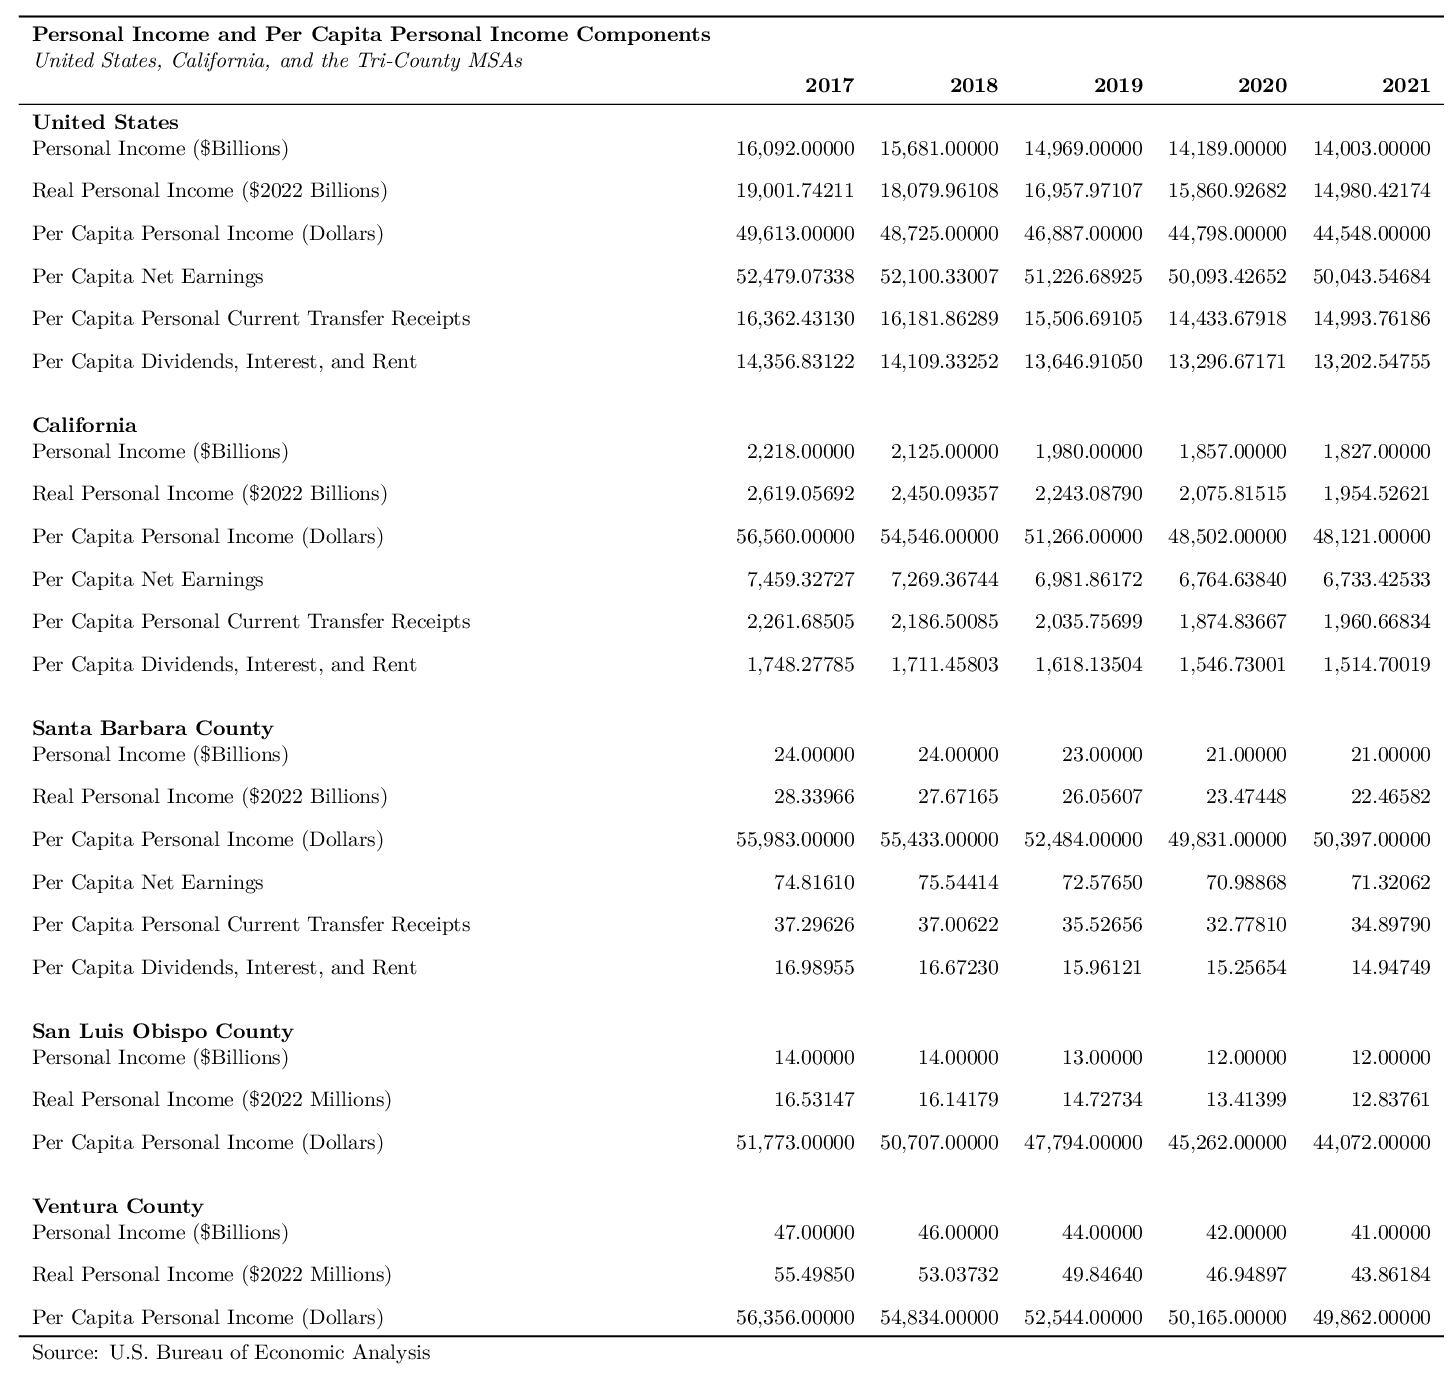 Personal Income and Per Capita Personal Income Components
United States, California, and the Tri-County MSAs
2017 2018 2019 2020 2021
United States
Personal Income ($Billions) 16,092.00000 15,681.00000 14,969.00000 14,189.00000 14,003.00000
Real Personal Income ($2022 Billions) 19,001.74211 18,079.96108 16,957.97107 15,860.92682 14,980.42174
Per Capita Personal Income (Dollars) 49,613.00000 48,725.00000 46,887.00000 44,798.00000 44,548.00000
Per Capita Net Earnings 52,479.07338 52,100.33007 51,226.68925 50,093.42652 50,043.54684
Per Capita Personal Current Transfer Receipts 16,362.43130 16,181.86289 15,506.69105 14,433.67918 14,993.76186
Per Capita Dividends, Interest, and Rent 14,356.83122 14,109.33252 13,646.91050 13,296.67171 13,202.54755
California
Personal Income ($Billions) 2,218.00000 2,125.00000 1,980.00000 1,857.00000 1,827.00000
Real Personal Income ($2022 Billions) 2,619.05692 2,450.09357 2,243.08790 2,075.81515 1,954.52621
Per Capita Personal Income (Dollars) 56,560.00000 54,546.00000 51,266.00000 48,502.00000 48,121.00000
Per Capita Net Earnings 7,459.32727 7,269.36744 6,981.86172 6,764.63840 6,733.42533
Per Capita Personal Current Transfer Receipts 2,261.68505 2,186.50085 2,035.75699 1,874.83667 1,960.66834
Per Capita Dividends, Interest, and Rent 1,748.27785 1,711.45803 1,618.13504 1,546.73001 1,514.70019
Santa Barbara County
Personal Income ($Billions) 24.00000 24.00000 23.00000 21.00000 21.00000
Real Personal Income ($2022 Billions) 28.33966 27.67165 26.05607 23.47448 22.46582
Per Capita Personal Income (Dollars) 55,983.00000 55,433.00000 52,484.00000 49,831.00000 50,397.00000
Per Capita Net Earnings 74.81610 75.54414 72.57650 70.98868 71.32062
Per Capita Personal Current Transfer Receipts 37.29626 37.00622 35.52656 32.77810 34.89790
Per Capita Dividends, Interest, and Rent 16.98955 16.67230 15.96121 15.25654 14.94749
San Luis Obispo County
Personal Income ($Billions) 14.00000 14.00000 13.00000 12.00000 12.00000
Real Personal Income ($2022 Millions) 16.53147 16.14179 14.72734 13.41399 12.83761
Per Capita Personal Income (Dollars) 51,773.00000 50,707.00000 47,794.00000 45,262.00000 44,072.00000
Ventura County
Personal Income ($Billions) 47.00000 46.00000 44.00000 42.00000 41.00000
Real Personal Income ($2022 Millions) 55.49850 53.03732 49.84640 46.94897 43.86184
Per Capita Personal Income (Dollars) 56,356.00000 54,834.00000 52,544.00000 50,165.00000 49,862.00000
Source: U.S. Bureau of Economic Analysis